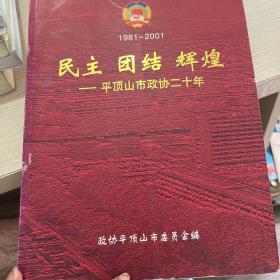 1981-2001
民主 团结 辉煌
——平顶山市政协二十年
政协平顶山市委员会编